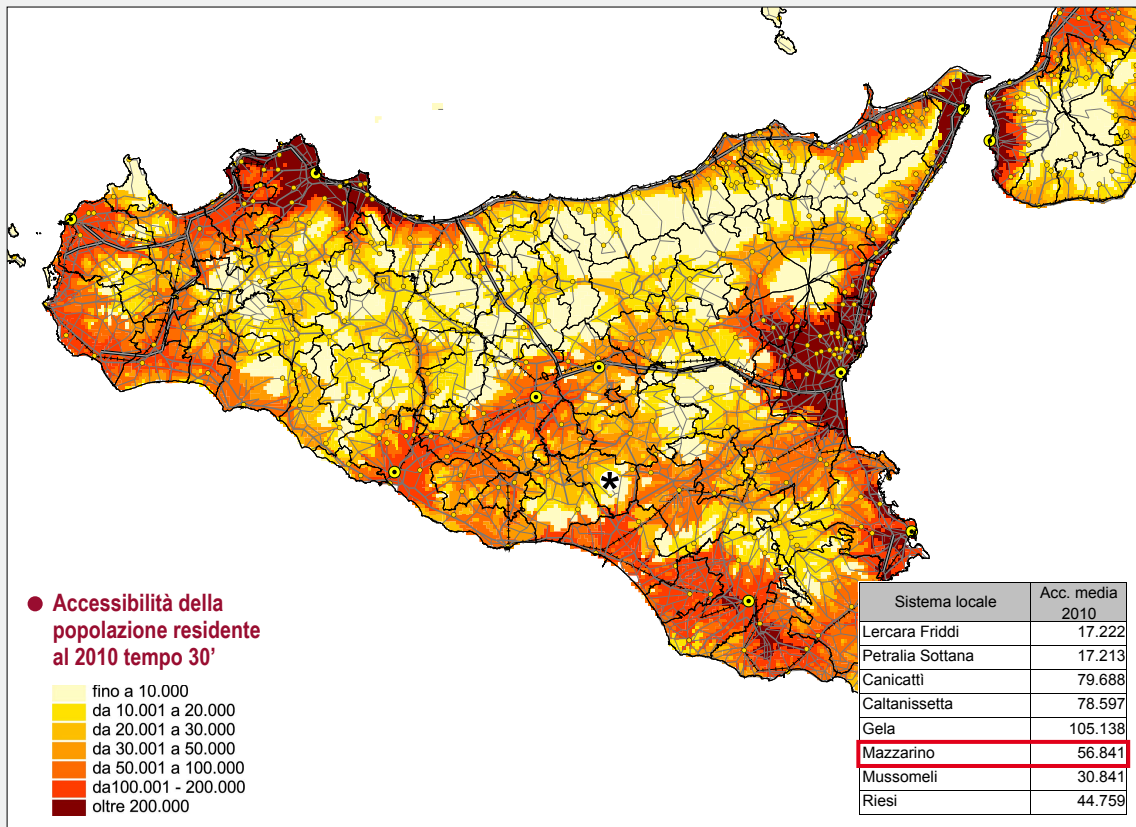 *
● Accessibilità della
popolazione residente
al 2010 tempo 30’
fino a 10.000
da 10.001 a 20.000
da 20.001 a 30.000
da 30.001 a 50.000
da 50.001 a 100.000
da100.001 - 200.000
oltre 200.000
Sistema locale Acc. media
2010
Lercara Friddi 17.222
Petralia Sottana 17.213
Canicattì 79.688
Caltanissetta 78.597
Gela 105.138
Mazzarino 56.841
Mussomeli 30.841
Riesi 44.759